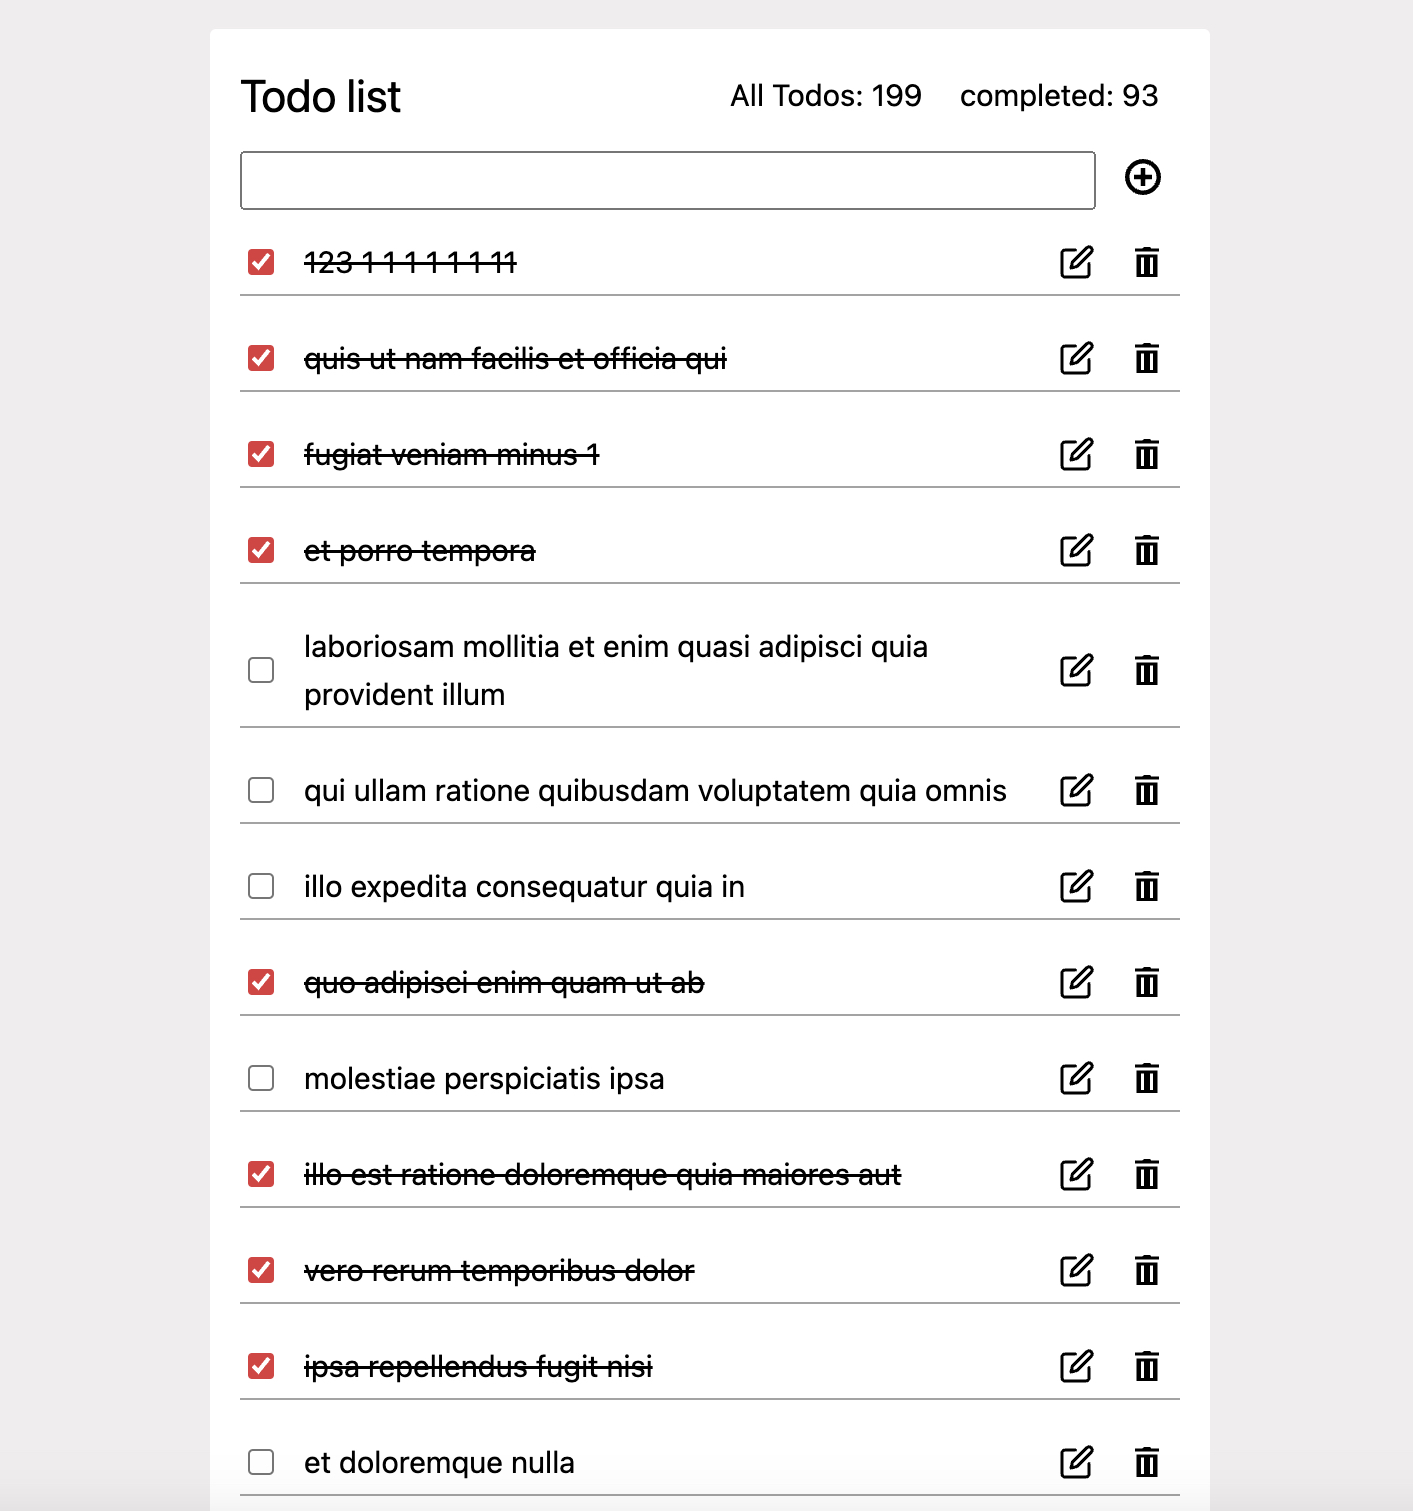 Todo list
All Todos: 199 completed: 93
123 1 1 1 1 1 1 11
quis ut nam facilis et officia qui
fugiat veniam minus 1
et porro tempora
laboriosam mollitia et enim quasi adipisci quia
provident illum
qui ullam ratione quibusdam voluptatem quia omnis
illo expedita consequatur quia in
quo adipisci enim quam ut ab
molestiae perspiciatis ipsa
illo est ratione doloremque quia maiores aut
vero rerum temporibus dolor
ipsa repellendus fugit nisi
et doloremque nulla